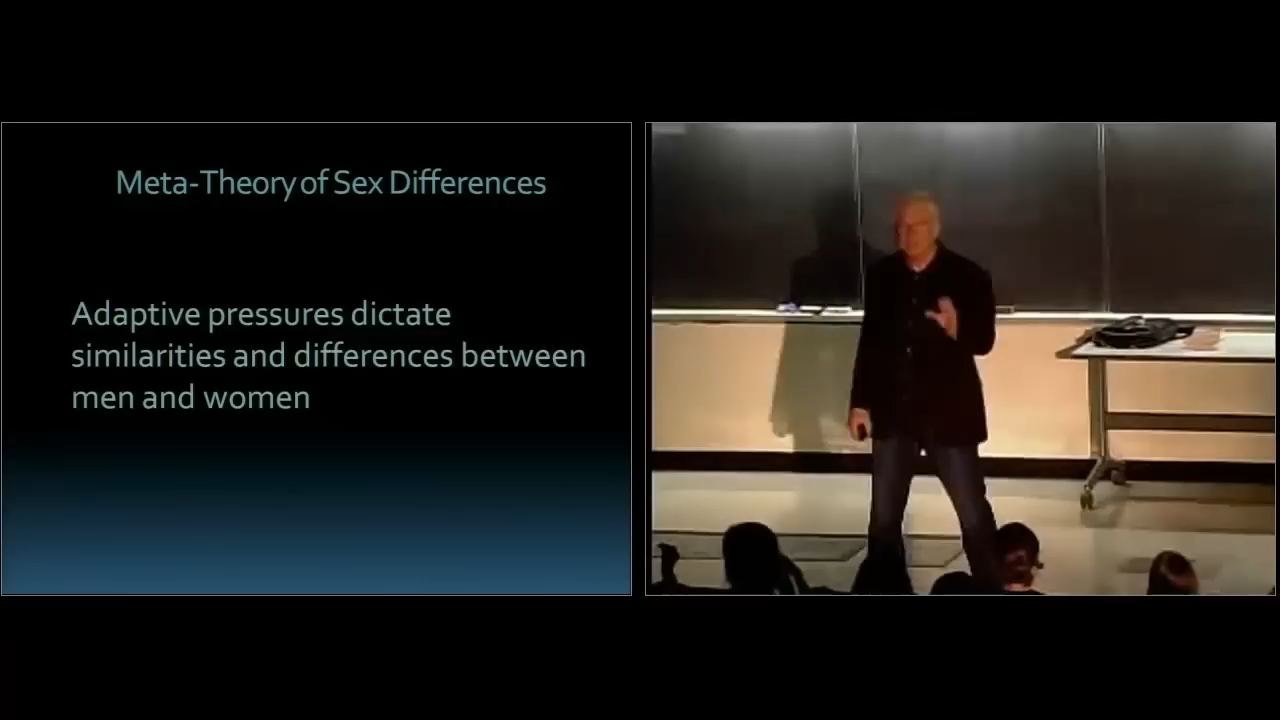 Meta-Theory of Sex Differences
Adaptive pressures dictate
similarities and differences between
men and women